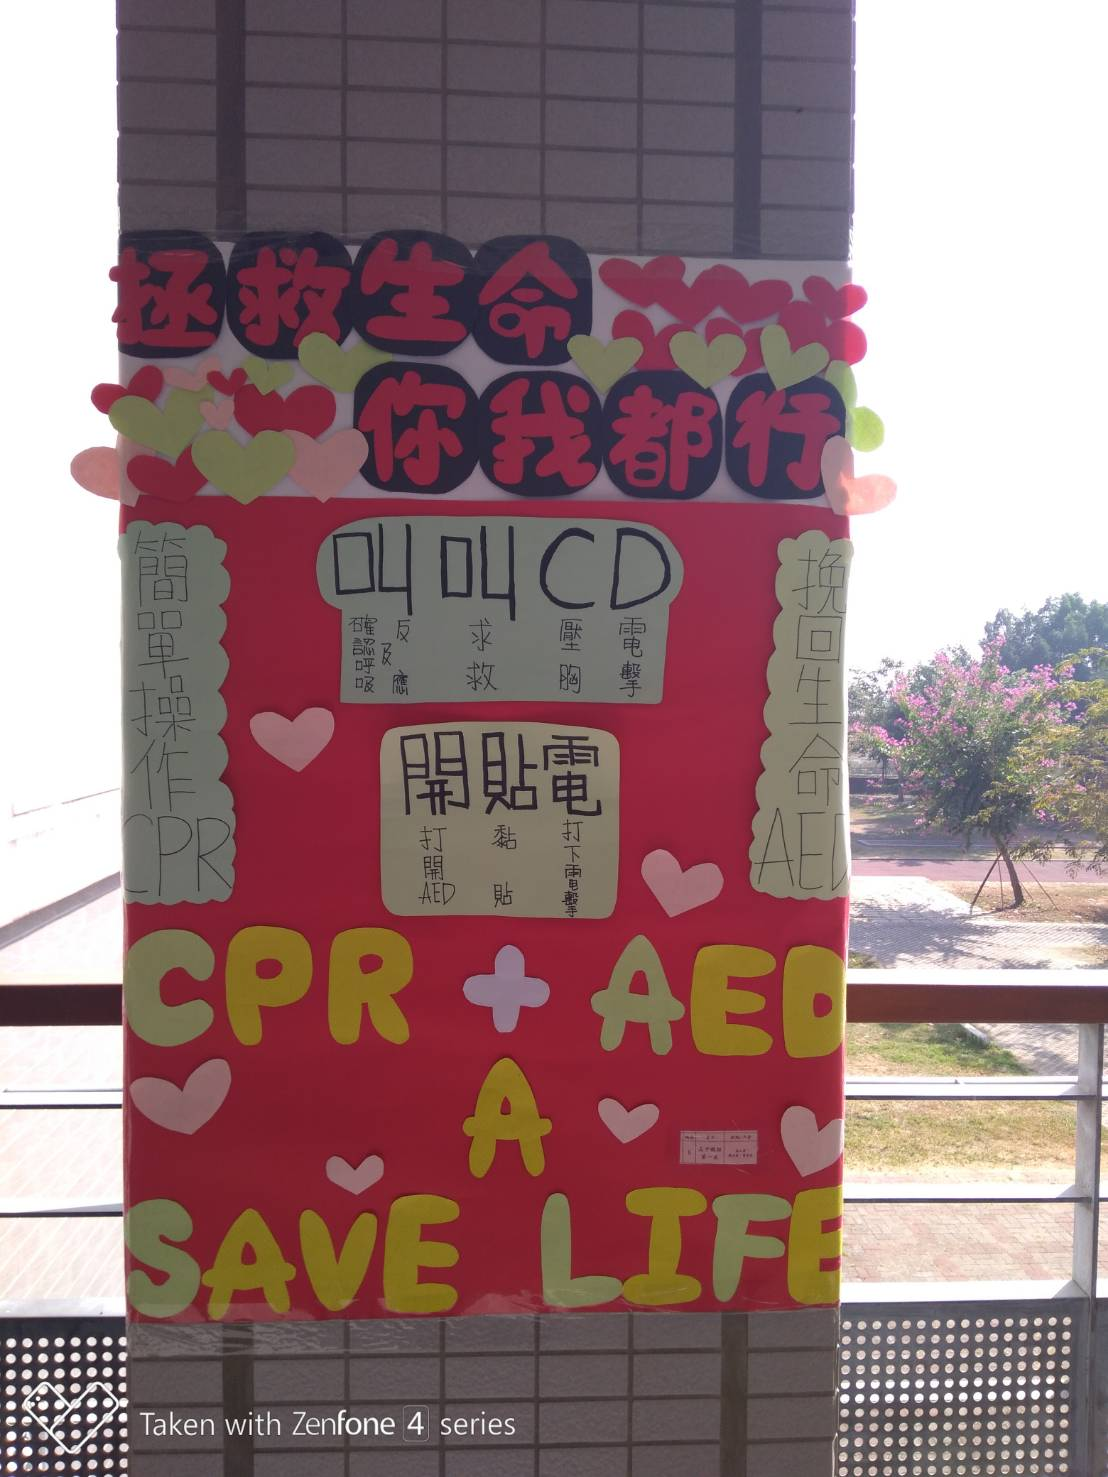 拯救生命
你我都行
簡單操作CPR
叫叫CD
確認呼吸及反應
求救
壓胸
電擊
挽回生命AED
開貼電
打開AED
黏貼
打下電擊
CPR + AED
A
SAVE LIFE
Taken with Zenfone 4 series